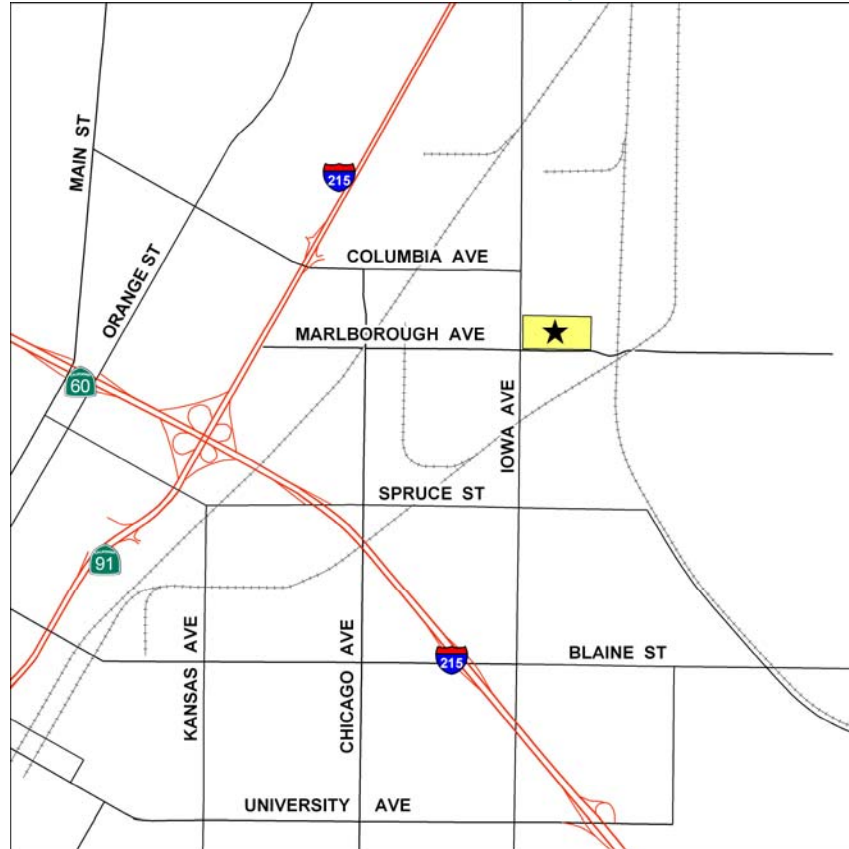 MAIN ST
215
ORANGE ST
COLUMBIA AVE
MARLBOROUGH AVE
60
IOWA AVE
SPRUCE ST
91
KANSAS AVE
CHICAGO AVE
215
BLAINE ST
UNIVERSITY AVE